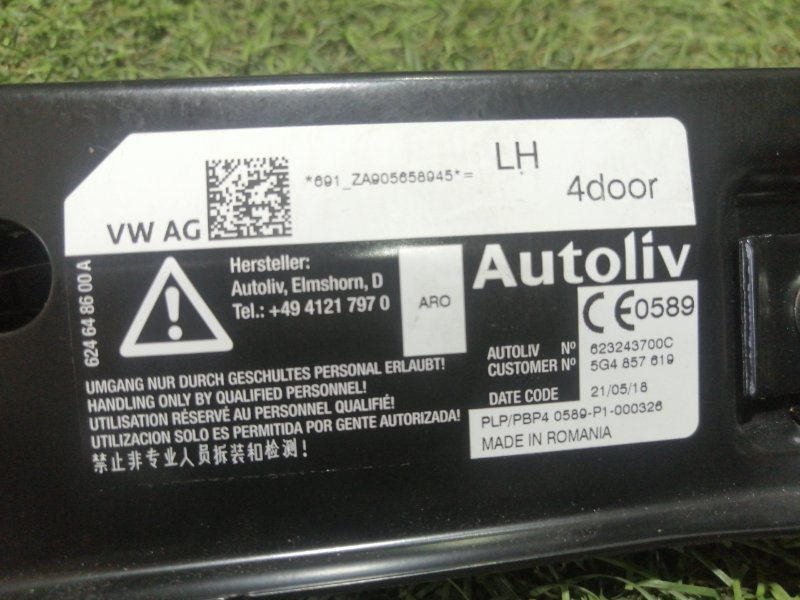 LH
*691_ZA905658945*=
4door
VW AG
Autoliv
624 64 86 00 A
Hersteller:
Autoliv, Elmshorn, D
Tel.: +49 4121 797 0
ARO
CE0589
AUTOLIV Nº 623243700C
CUSTOMER Nº 5G4 857 619
DATE CODE 21/05/18
PLP/PBP4 0589-P1-000326
MADE IN ROMANIA
UMGANG NUR DURCH GESCHULTES PERSONAL ERLAUBT!
HANDLING ONLY BY QUALIFIED PERSONNEL!
UTILISATION RÉSERVÉ AU PERSONNEL QUALIFIÉ!
UTILIZACION SOLO ES PERMITIDA POR GENTE AUTORIZADA!
禁止非专业人员拆装和检测!